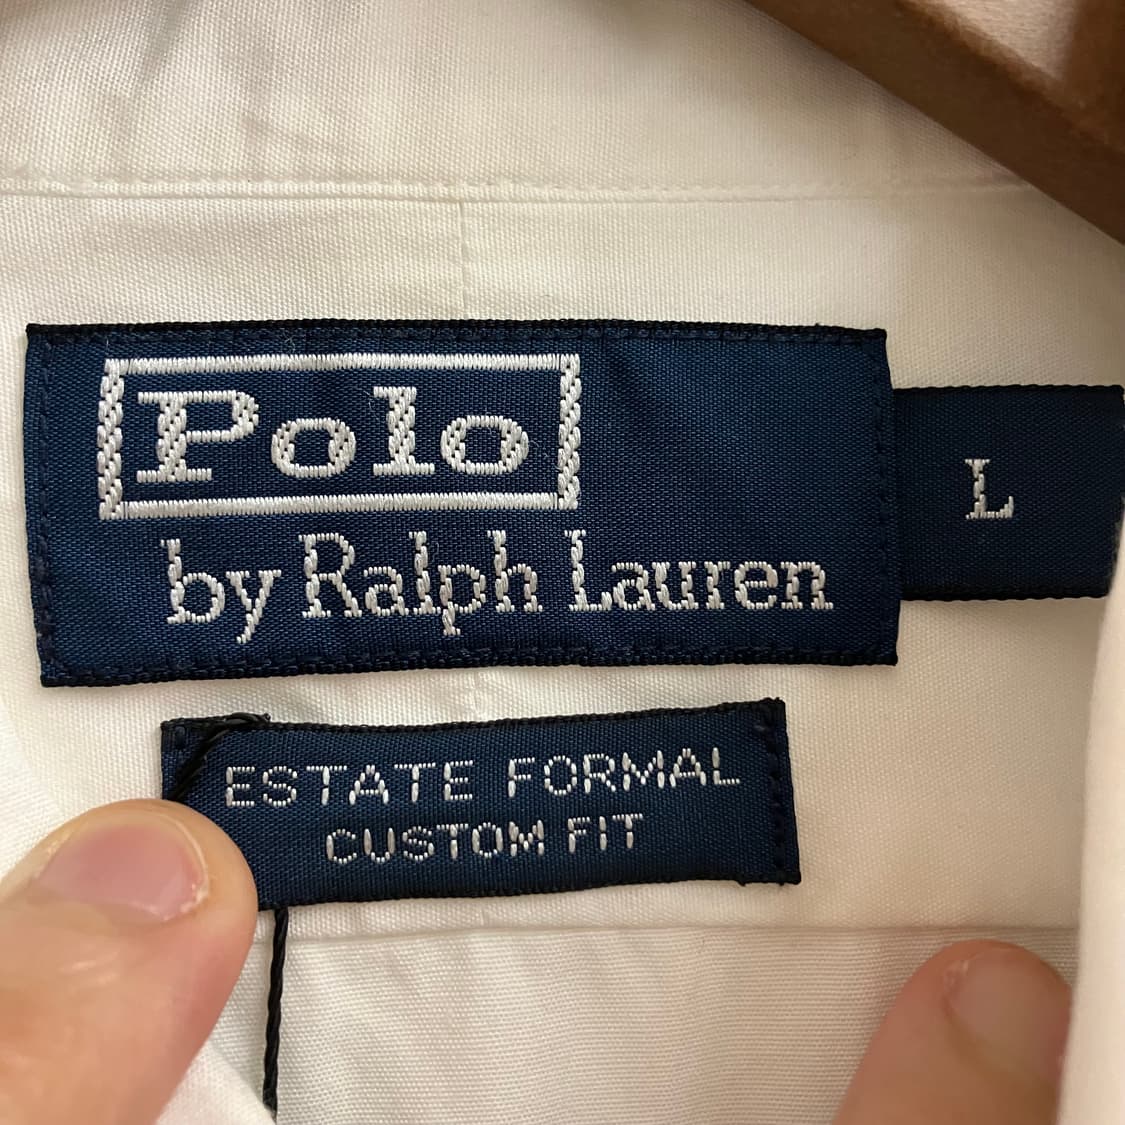 Polo
by Ralph Lauren
L
ESTATE FORMAL
CUSTOM FIT